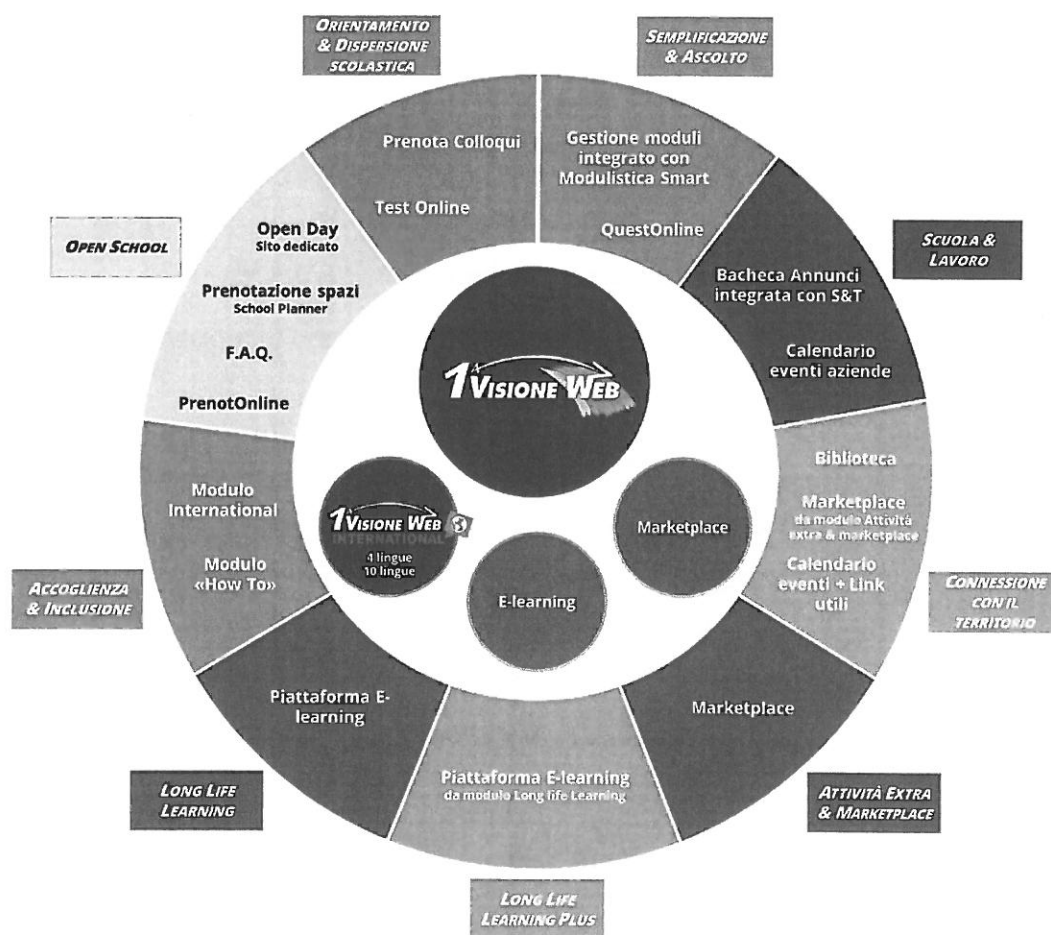 ORIENTAMENTO
& DISPERSIONE
SCOLASTICA
SEMPLIFICAZIONE
& ASCOLTO
Prenota Colloqui
Test Online
Gestione moduli
integrato con
Modulistica Smart
QuestOnline
OPEN SCHOOL
Open Day
Sito dedicato
Prenotazione spazi
School Planner
F.A.Q.
PrenotOnline
SCUOLA &
LAVORO
Bacheca Annunci
integrata con S&T
Calendario
eventi aziende
1A VISIONE WEB
Biblioteca
Marketplace
da modulo Attività
extra & marketplace
Calendario
eventi + Link
utili
CONNESSIONE
CON IL
TERRITORIO
Modulo
International
Modulo
«How To»
ACCOGLIENZA
& INCLUSIONE
1A VISIONE WEB
INTERNATIONAL
4 lingue
10 lingue
E-learning
Marketplace
Piattaforma E-
learning
LONG LIFE
LEARNING
Piattaforma E-learning
da modulo Long life Learning
LONG LIFE
LEARNING PLUS
Marketplace
ATTIVITÀ EXTRA
& MARKETPLACE